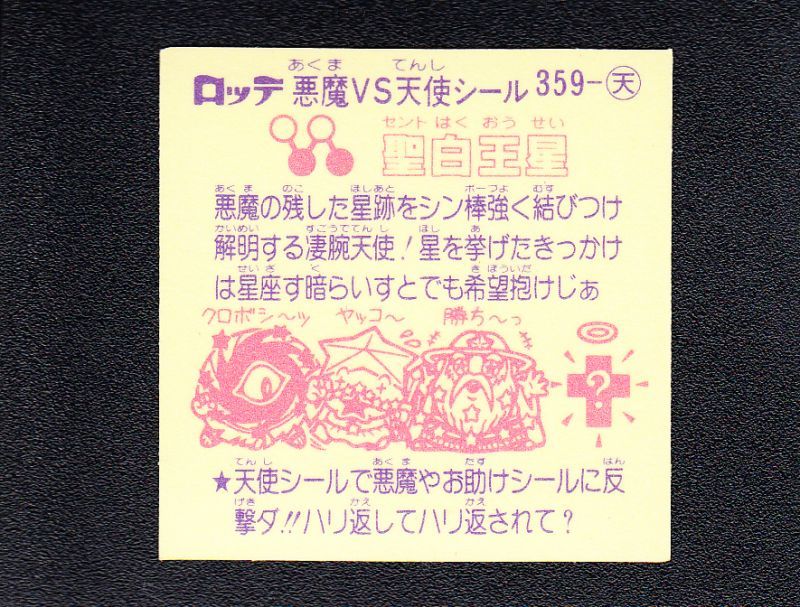 ロッテ 悪魔VS天使シール 359-天
あくま てんし
セント はく おう せい
聖白王星
あくま のこ ほしあと ボーつよ むす
悪魔の残した星跡をシン棒強く結びつけ
かいめい すごうててんし ほし あ
解明する凄腕天使!星を挙げたきっかけ
せいざ く きぼういだ
は星座す暗らいすとでも希望抱けじぁ
クロボシ〜ッ ヤッコ〜 勝ち〜っ
?
てんし あくま たす はん
★天使シールで悪魔やお助けシールに反
げき かえ かえ
撃ダ!!ハリ返してハリ返されて?